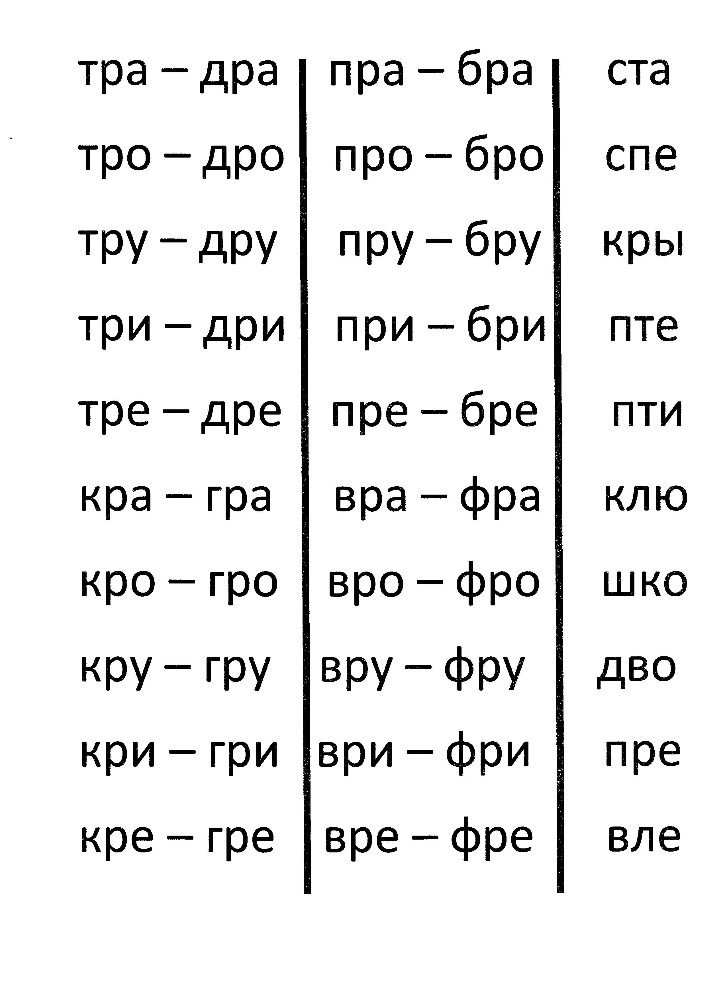 тра – дра пра – бра ста
тро – дро про – бро спе
тру – дру пру – бру кры
три – дри при – бри пте
тре – дре пре – бре пти
кра – гра вра – фра клю
кро – гро вро – фро шко
кру – гру вру – фру дво
кри – гри ври – фри пре
кре – гре вре – фре вле